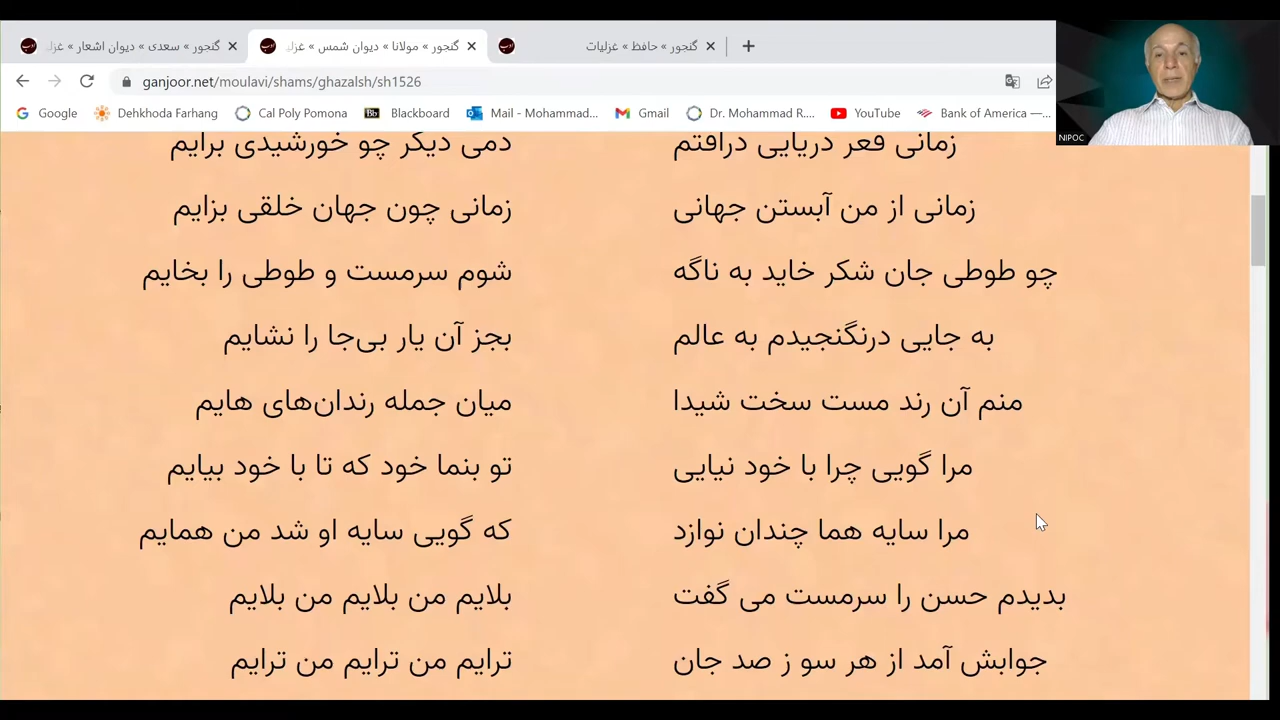 گنجور » سعدی » دیوان اشعار » غزل
گنجور » مولانا » دیوان شمس » غزلی
گنجور » حافظ » غزلیات
ganjoor.net/moulavi/shams/ghazalsh/sh1526
Google Dehkhoda Farhang Cal Poly Pomona Bb Blackboard Mail - Mohammad... Gmail Dr. Mohammad R.... YouTube Bank of America —...
NIPOC
زمانی قعر دریایی درافتم دمی دیگر چو خورشیدی برایم
زمانی از من آبستن جهانی زمانی چون جهان خلقی بزایم
چو طوطی جان شکر خاید به ناگه شوم سرمست و طوطی را بخایم
به جایی درنگنجیدم به عالم بجز آن یار بی‌جا را نشایم
منم آن رند مست سخت شیدا میان جمله رندان‌های هایم
مرا گویی چرا با خود نیایی تو بنما خود که تا با خود بیایم
مرا سایه هما چندان نوازد که گویی سایه او شد من همایم
بدیدم حسن را سرمست می گفت بلایم من بلایم من بلایم
جوابش آمد از هر سو ز صد جان ترایم من ترایم من ترایم